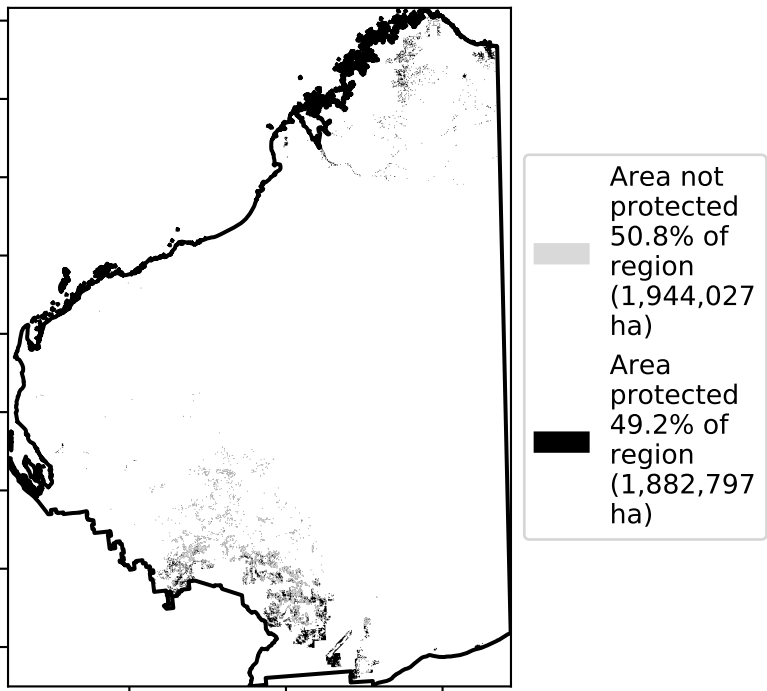 Area not
protected
50.8% of
region
(1,944,027
ha)
Area
protected
49.2% of
region
(1,882,797
ha)